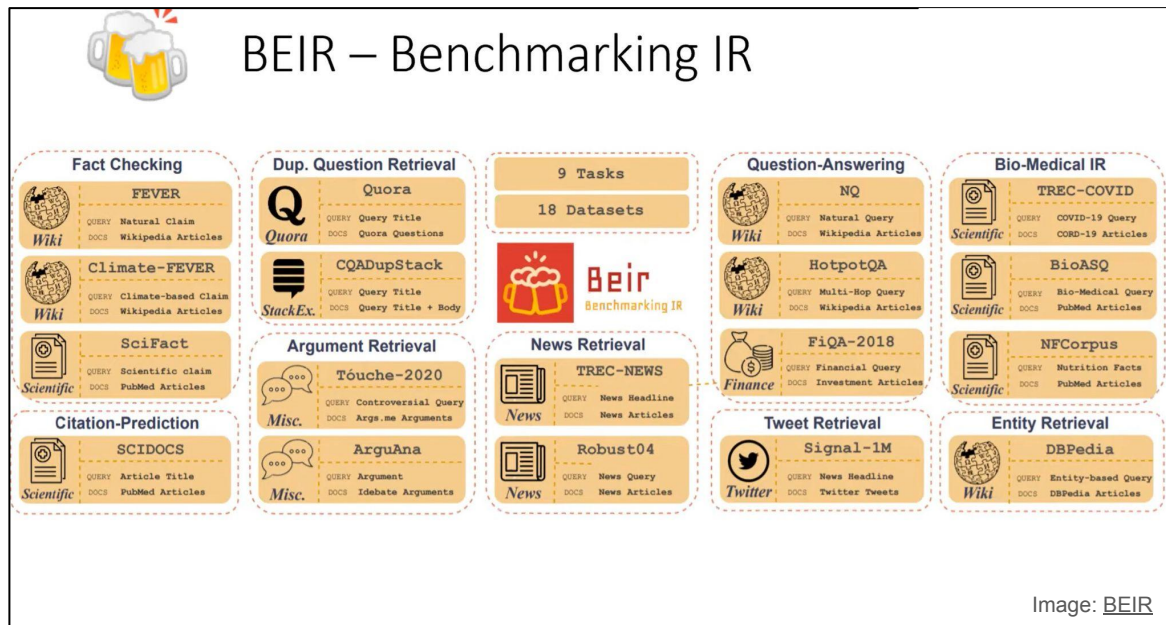 BEIR – Benchmarking IR
Fact Checking
FEVER
QUERY Natural Claim
DOCS Wikipedia Articles
Wiki
Climate-FEVER
QUERY Climate-based Claim
DOCS Wikipedia Articles
Wiki
SciFact
QUERY Scientific claim
DOCS PubMed Articles
Scientific
Citation-Prediction
SCIDOCS
QUERY Article Title
DOCS PubMed Articles
Scientific
Dup. Question Retrieval
Quora
QUERY Query Title
DOCS Quora Questions
Q
Quora
CQADupStack
QUERY Query Title
DOCS Query Title + Body
StackEx.
Argument Retrieval
Tóuche-2020
QUERY Controversial Query
DOCS Args.me Arguments
Misc.
ArguAna
QUERY Argument
DOCS Idebate Arguments
Misc.
9 Tasks
18 Datasets
Beir
Benchmarking IR
News Retrieval
TREC-NEWS
QUERY News Headline
DOCS News Articles
News
Robust04
QUERY News Query
DOCS News Articles
News
Question-Answering
NQ
QUERY Natural Query
DOCS Wikipedia Articles
Wiki
HotpotQA
QUERY Multi-Hop Query
DOCS Wikipedia Articles
Wiki
FiQA-2018
QUERY Financial Query
DOCS Investment Articles
Finance
Tweet Retrieval
Signal-1M
QUERY News Headline
DOCS Twitter Tweets
Twitter
Bio-Medical IR
TREC-COVID
QUERY COVID-19 Query
DOCS CORD-19 Articles
Scientific
BioASQ
QUERY Bio-Medical Query
DOCS PubMed Articles
Scientific
NFCorpus
QUERY Nutrition Facts
DOCS PubMed Articles
Scientific
Entity Retrieval
DBPedia
QUERY Entity-based Query
DOCS DBPedia Articles
Wiki
Image: BEIR